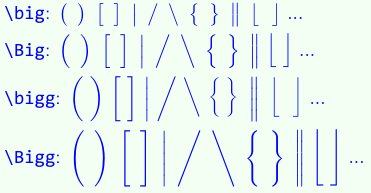 \big: ( ) [ ] | / \ { } ‖ ⌊ ⌋ ...
\Big: ( ) [ ] | / \ { } ‖ ⌊ ⌋ ...
\bigg: ( ) [ ] | / \ { } ‖ ⌊ ⌋ ...
\Bigg: ( ) [ ] | / \ { } ‖ ⌊ ⌋ ...